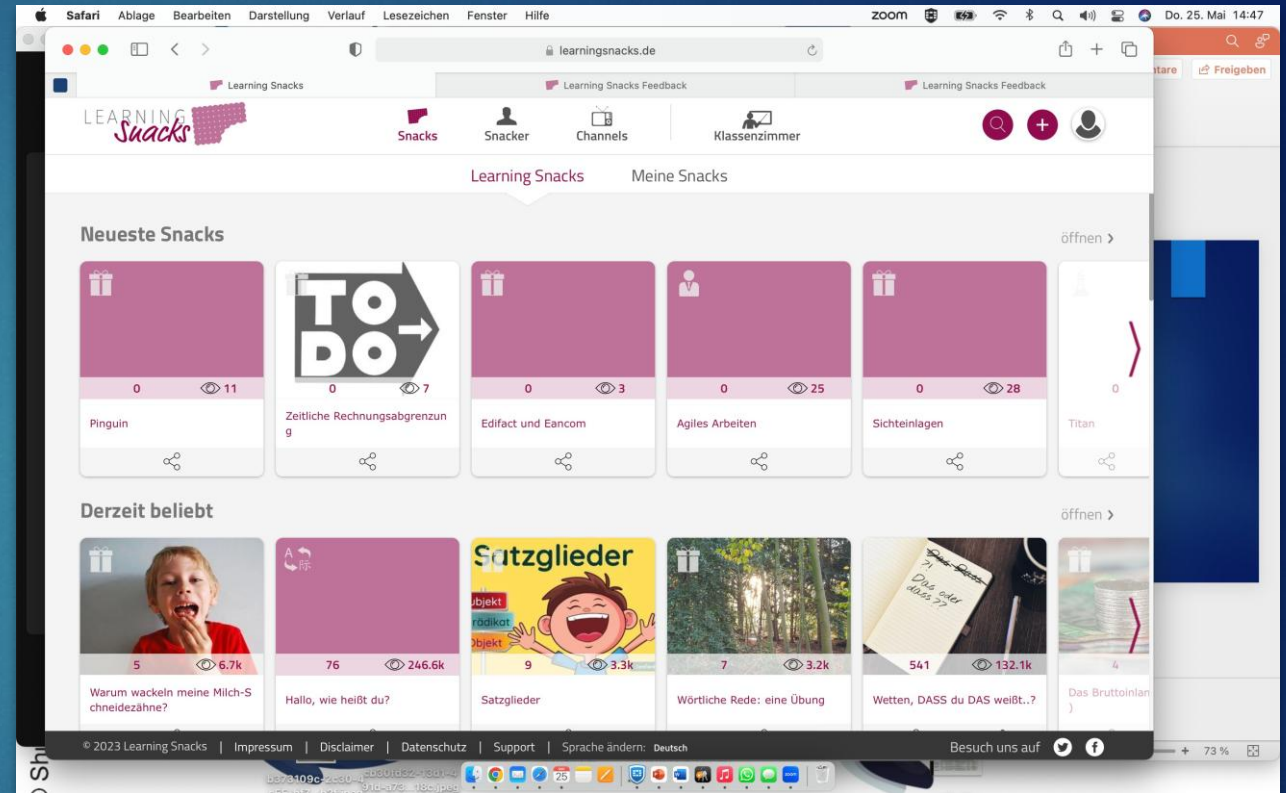 Safari Ablage Bearbeiten Darstellung Verlauf Lesezeichen Fenster Hilfe zoom Do. 25. Mai 14:47
learningsnacks.de
Freigeben
Learning Snacks Learning Snacks Feedback Learning Snacks Feedback
LEARNING
Snacks
Snacks Snacker Channels Klassenzimmer
Learning Snacks Meine Snacks
Neueste Snacks öffnen
TO
DO
0 11 0 7 0 3 0 25 0 28 0
Pinguin
Zeitliche Rechnungsabgrenzun
g
Edifact und Eancom
Agiles Arbeiten
Sichteinlagen
Titan
Derzeit beliebt öffnen
Satzglieder
ubjekt
rädikat
Objekt
?! 
Das oder
dass??
5 6.7k 76 246.6k 9 3.3k 7 3.2k 541 132.1k 4
Warum wackeln meine Milch-S
chneidezähne?
Hallo, wie heißt du?
Satzglieder
Wörtliche Rede: eine Übung
Wetten, DASS du DAS weißt..?
Das Bruttoinlan
)
© 2023 Learning Snacks | Impressum | Disclaimer | Datenschutz | Support | Sprache ändern: Deutsch Besuch uns auf
73 %
25